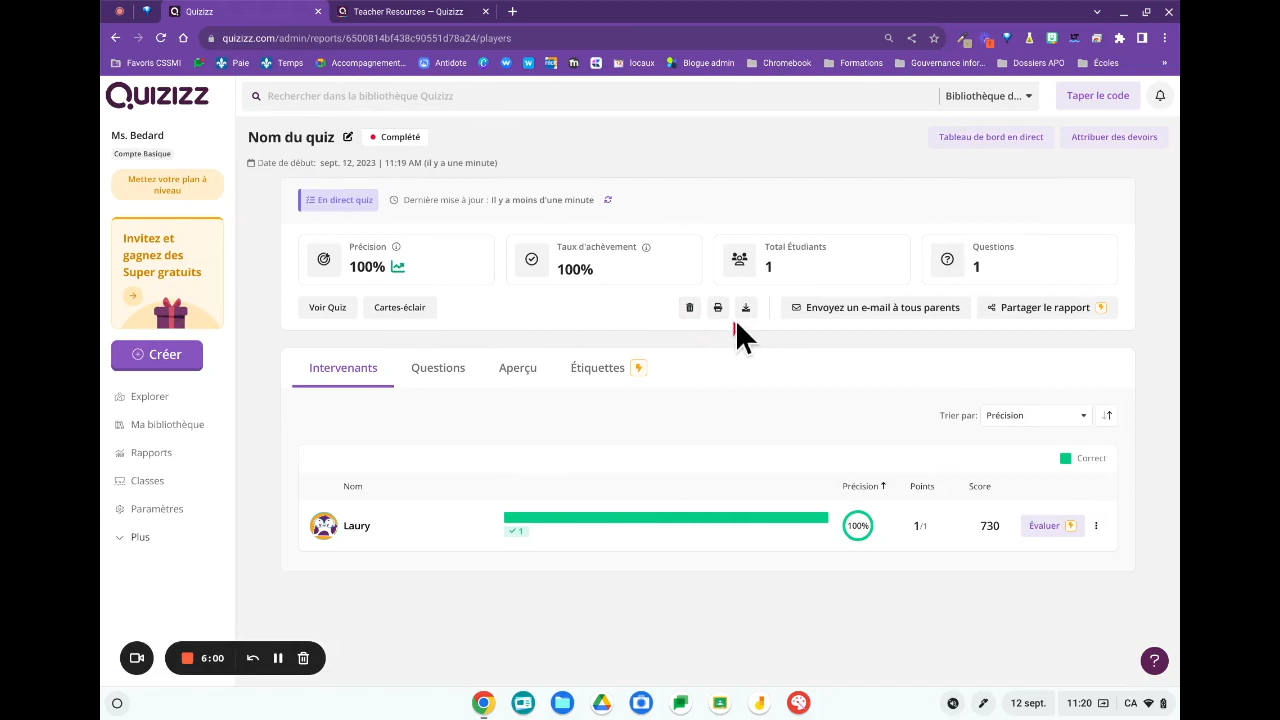 Quizizz
Teacher Resources — Quizizz
quizizz.com/admin/reports/6500814bf438c90551d78a24/players
Favoris CSSMI
Paie
Temps
Accompagnement...
Antidote
locaux
Blogue admin
Chromebook
Formations
Gouvernance infor...
Dossiers APO
Écoles
»
Quizizz
Rechercher dans la bibliothèque Quizizz
Bibliothèque d...
Taper le code
Ms. Bedard
Compte Basique
Mettez votre plan à
niveau
Invitez et
gagnez des
Super gratuits
Créer
Explorer
Ma bibliothèque
Rapports
Classes
Paramètres
Plus
Nom du quiz
Complété
Tableau de bord en direct
Attribuer des devoirs
Date de début: sept. 12, 2023 | 11:19 AM (il y a une minute)
En direct quiz
Dernière mise à jour : Il y a moins d'une minute
Précision
100%
Taux d'achèvement
100%
Total Étudiants
1
Questions
1
Voir Quiz
Cartes-éclair
Envoyez un e-mail à tous parents
Partager le rapport
Intervenants
Questions
Aperçu
Étiquettes
Trier par: Précision
Correct
Nom
Précision
Points
Score
Laury
1
100%
1/1
730
Évaluer
6:00
?
12 sept.
11:20
CA